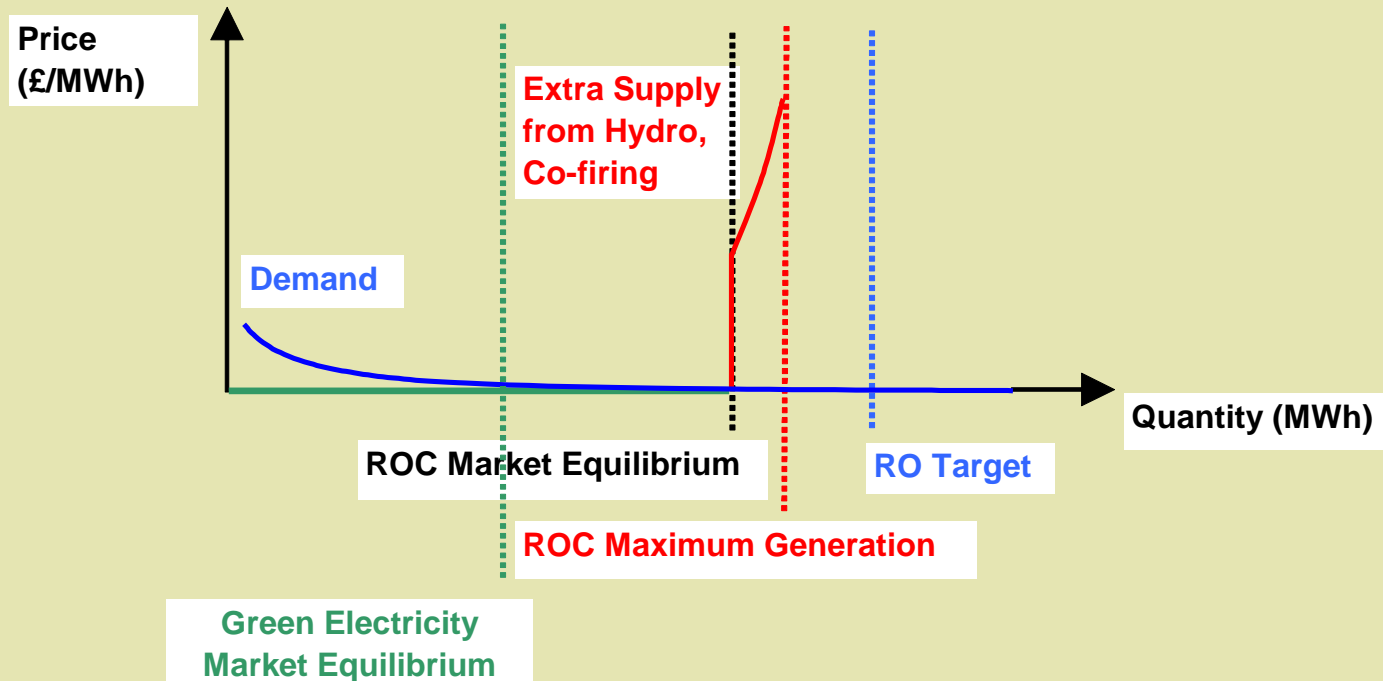 Price
(£/MWh)
Extra Supply
from Hydro,
Co-firing
Demand
Quantity (MWh)
ROC Market Equilibrium
RO Target
ROC Maximum Generation
Green Electricity
Market Equilibrium